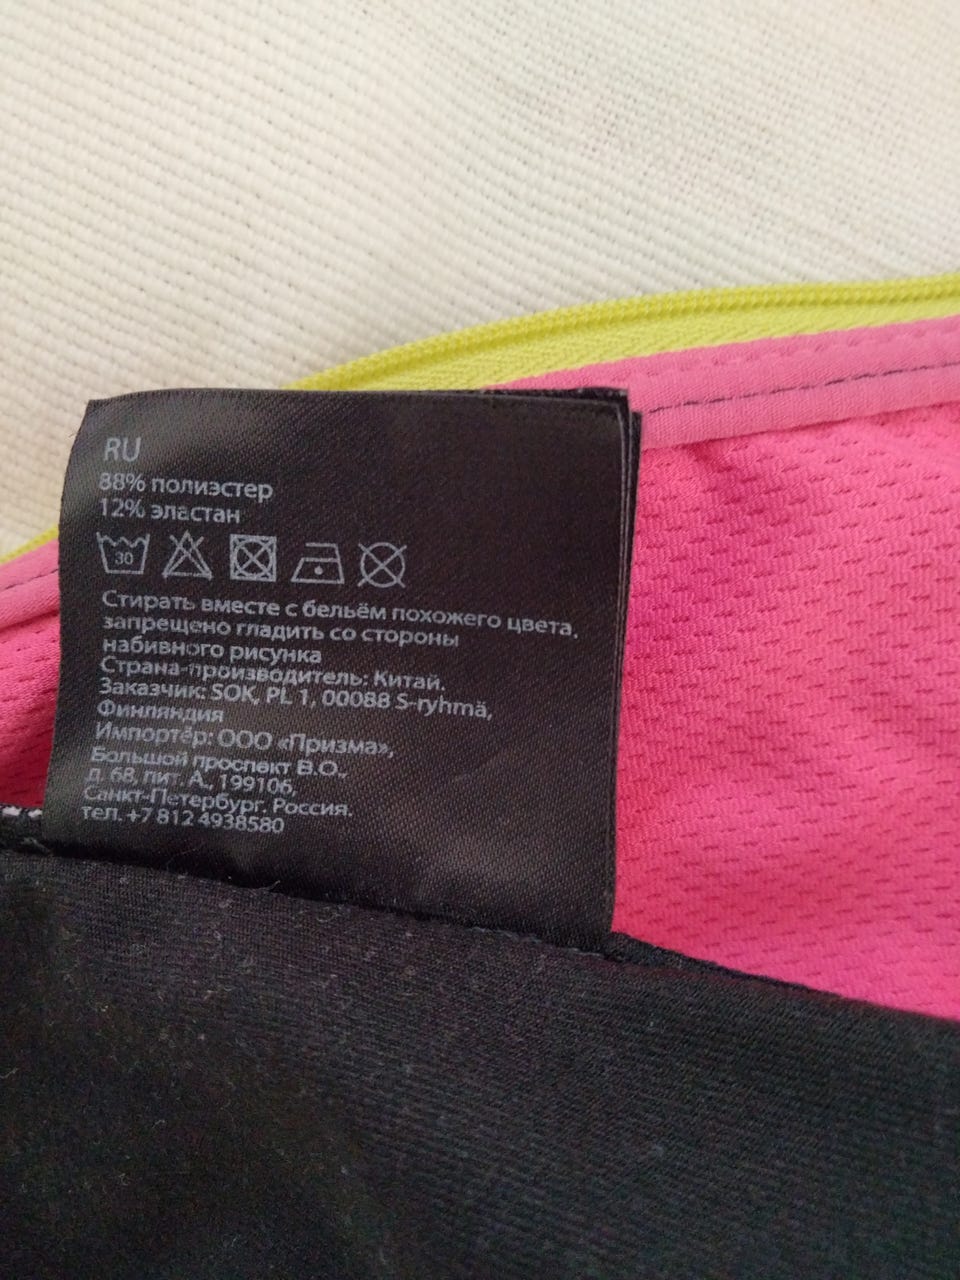 RU
88% полиэстер
12% эластан
30
Стирать вместе с бельём похожего цвета.
запрещено гладить со стороны
набивного рисунка
Страна-производитель: Китай.
Заказчик: SOK, PL 1, 00088 S-ryhmä,
Финляндия
Импортёр: ООО «Призма»,
Большой проспект В.О.,
д. 68, лит. А, 199106,
Санкт-Петербург, Россия.
тел. +7 812 4938580